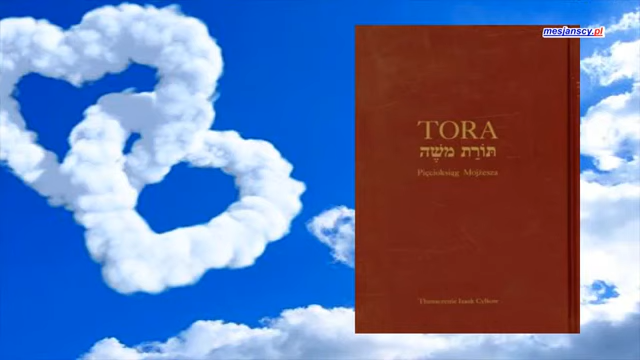 mesjanscy.pl
TORA
תּוֹרַת מֹשֶׁה
Pięcioksiąg Mojżesza
Tłumaczenie Izaak Cylkow